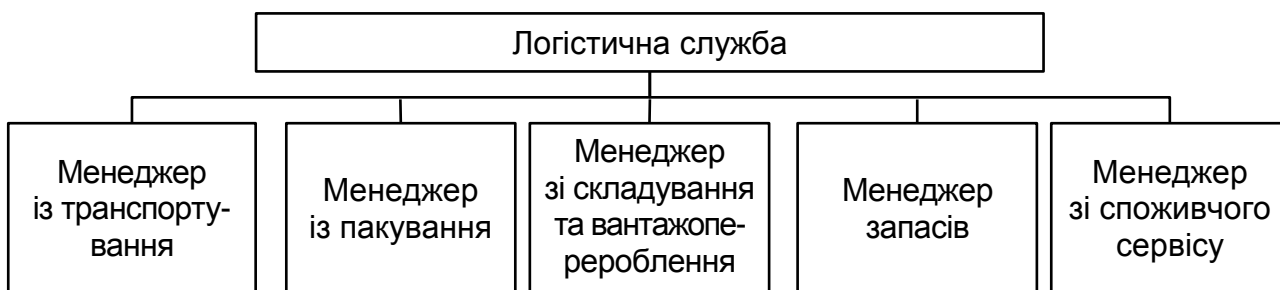 Логістична служба
Менеджер
із транспорту-
вання
Менеджер
із пакування
Менеджер
зі складування
та вантажопе-
рероблення
Менеджер
запасів
Менеджер
зі споживчого
сервісу